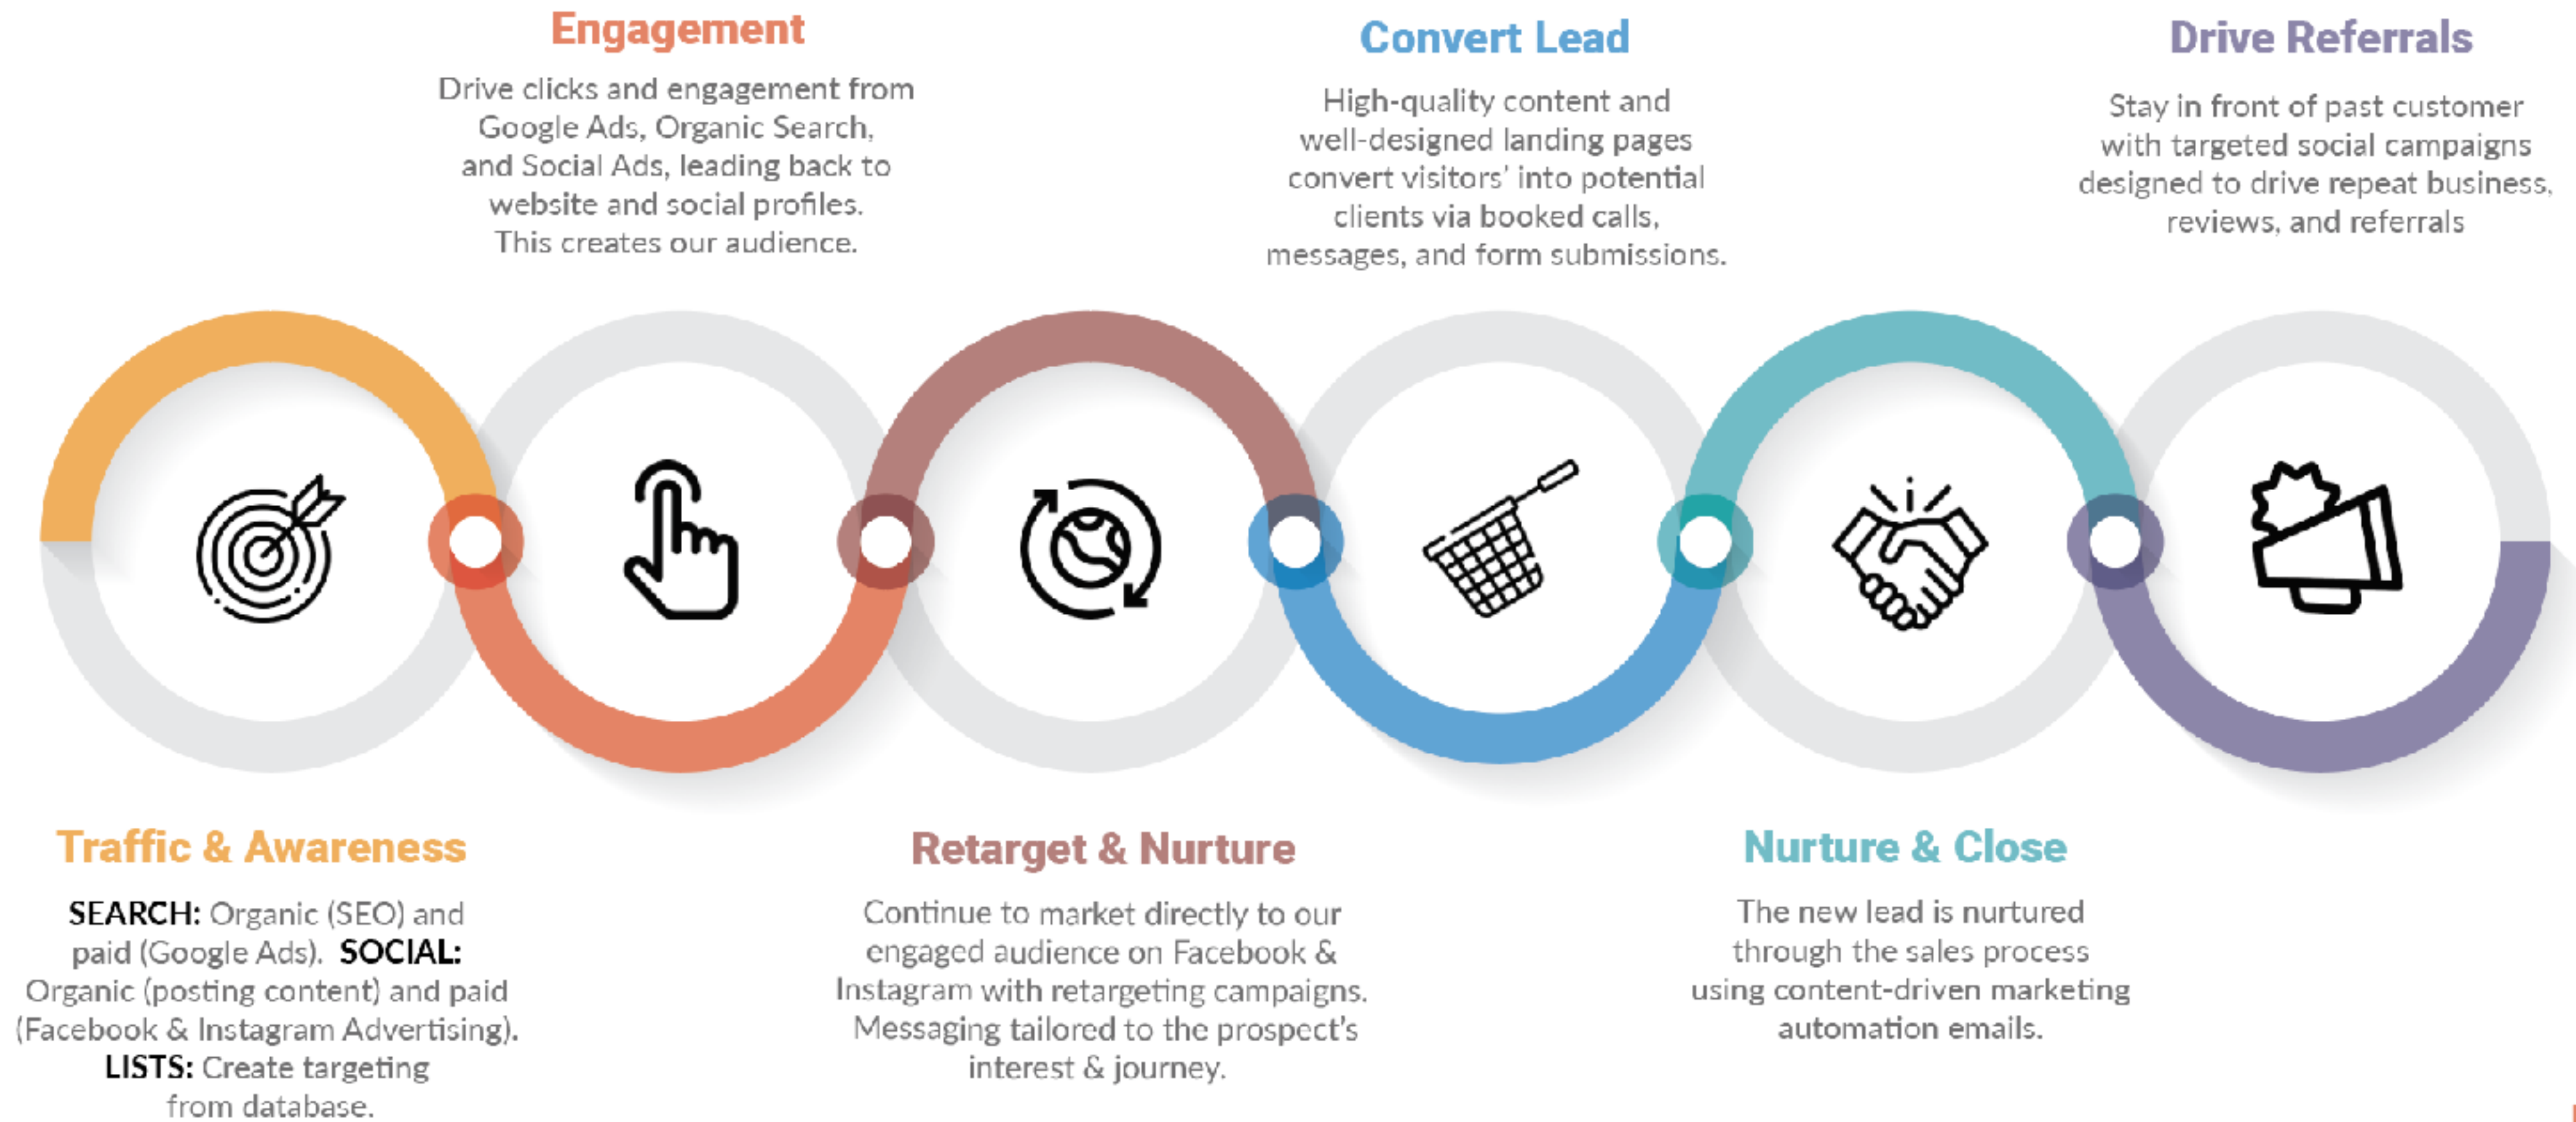 Engagement
Drive clicks and engagement from
Google Ads, Organic Search,
and Social Ads, leading back to
website and social profiles.
This creates our audience.
Convert Lead
High-quality content and
well-designed landing pages
convert visitors' into potential
clients via booked calls,
messages, and form submissions.
Drive Referrals
Stay in front of past customer
with targeted social campaigns
designed to drive repeat business,
reviews, and referrals
Traffic & Awareness
SEARCH: Organic (SEO) and
paid (Google Ads). SOCIAL:
Organic (posting content) and paid
(Facebook & Instagram Advertising).
LISTS: Create targeting
from database.
Retarget & Nurture
Continue to market directly to our
engaged audience on Facebook &
Instagram with retargeting campaigns.
Messaging tailored to the prospect's
interest & journey.
Nurture & Close
The new lead is nurtured
through the sales process
using content-driven marketing
automation emails.